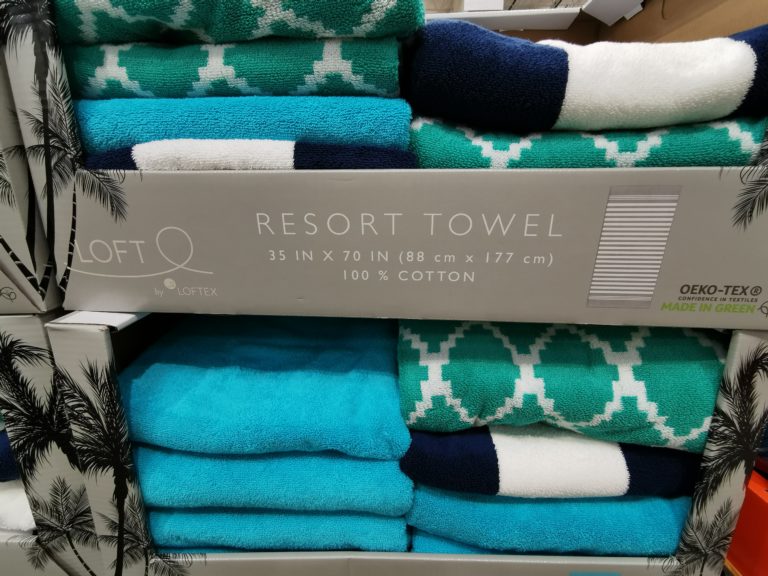 RESORT TOWEL
35 IN X 70 IN (88 cm x 177 cm)
100 % COTTON
LOFT
by LOFTEX
OEKO-TEX®
CONFIDENCE IN TEXTILES
MADE IN GREEN